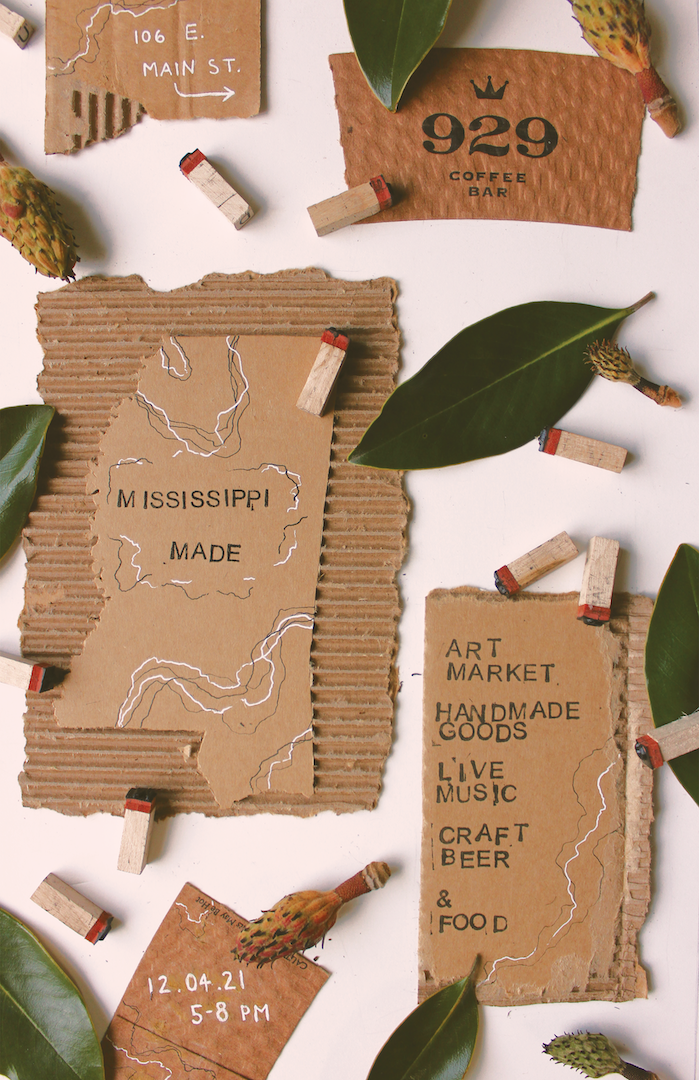 106 E.
MAIN ST.
929
COFFEE
BAR
MISSISSIPPI
MADE
ART
MARKET
HANDMADE
GOODS
LIVE
MUSIC
CRAFT
BEER
&
FOOD
12.04.21
5-8 PM